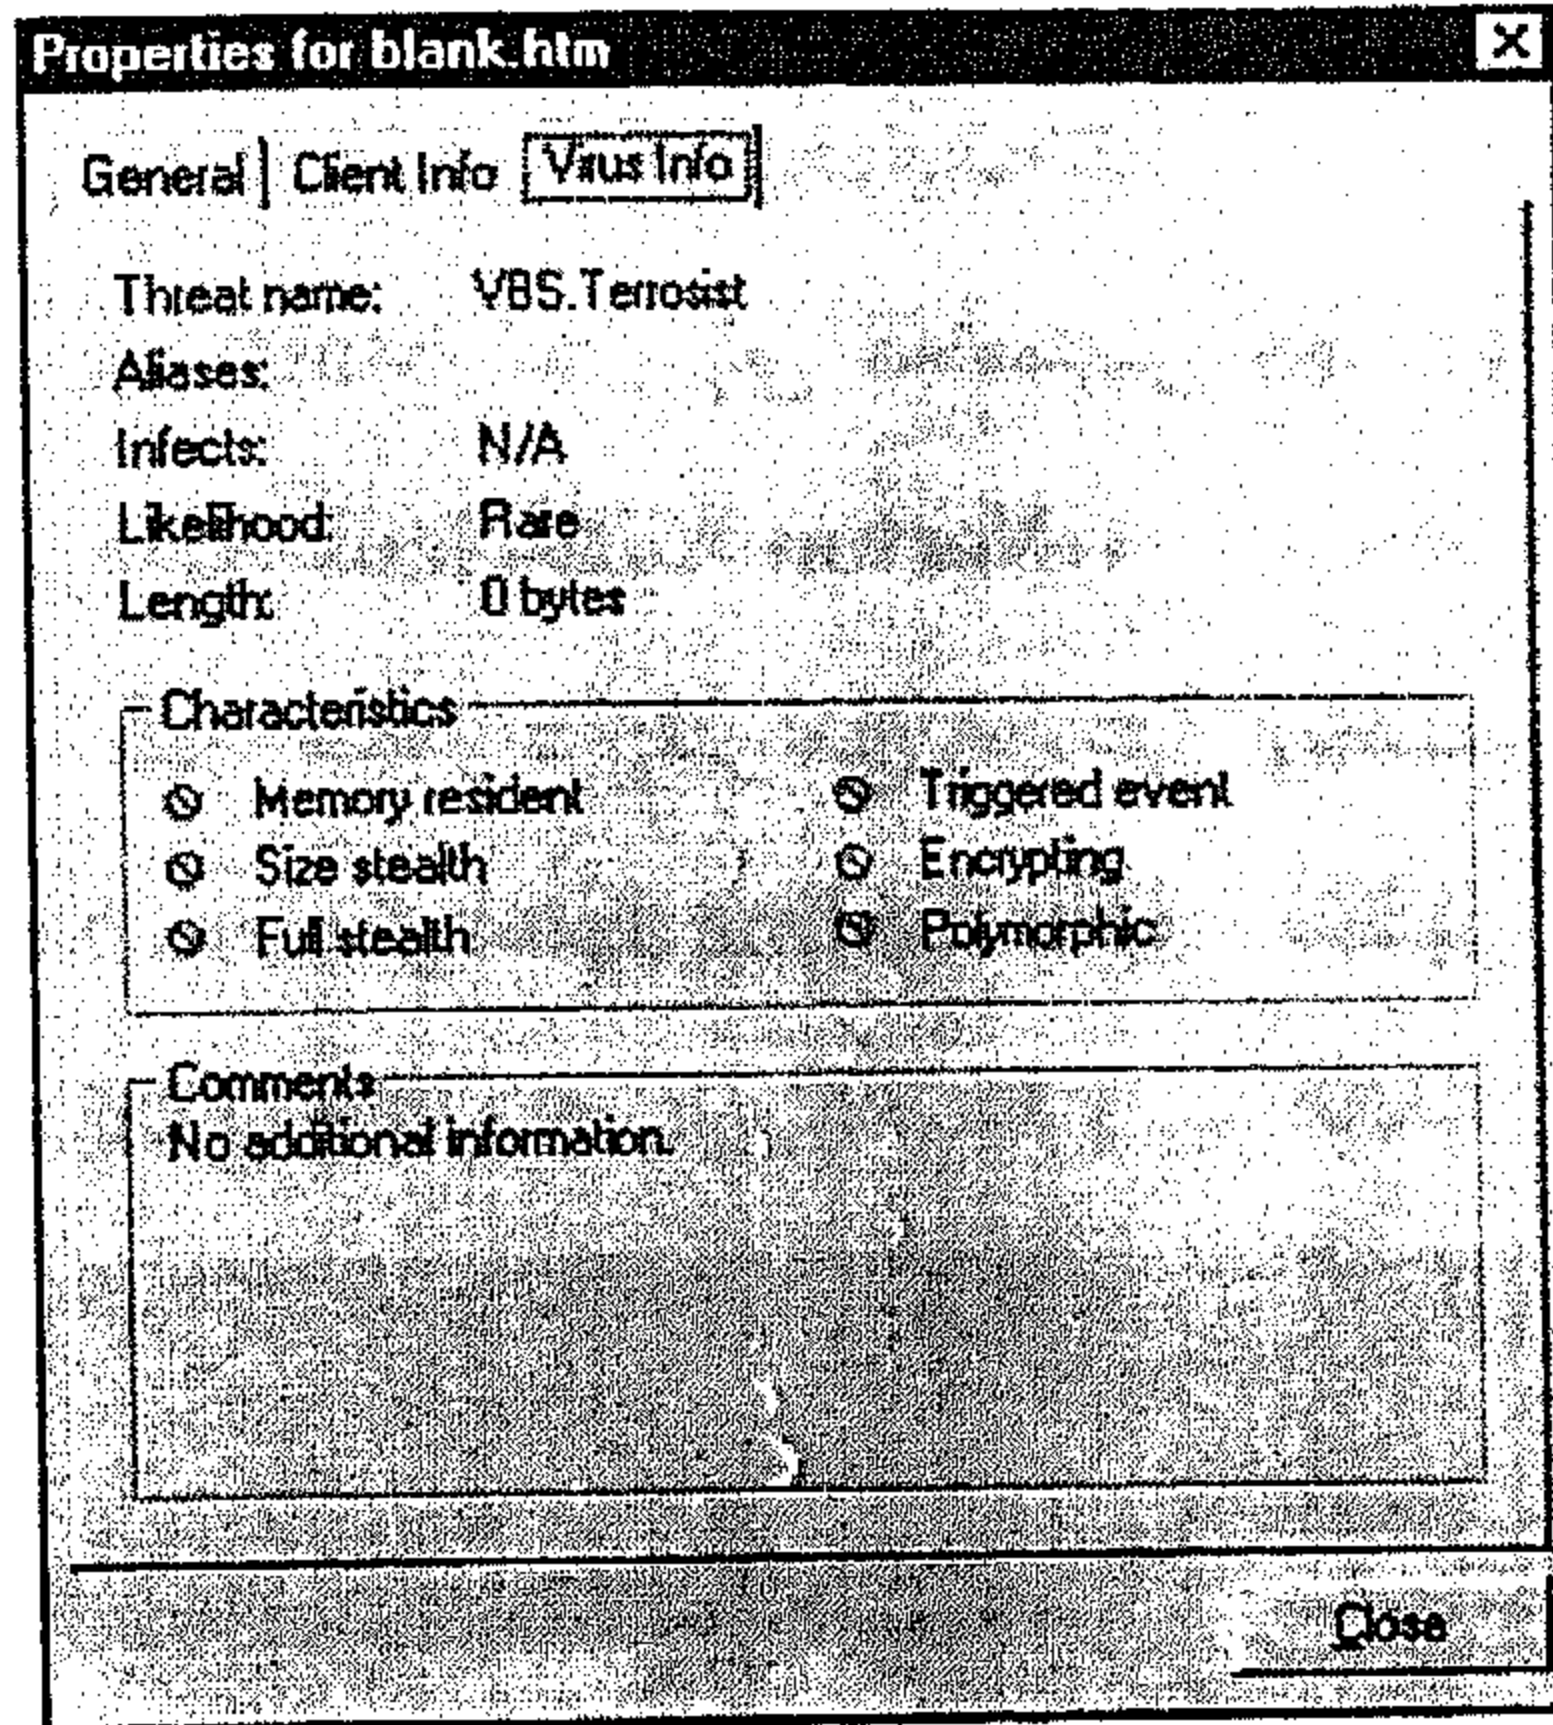 Properties for blank.htm
General Client Info Virus Info
Threat name: VBS.Terrosist
Aliases:
Infects: N/A
Likelihood: Rare
Length: 0 bytes
Characteristics
Memory resident Triggered event
Size stealth Encrypting
Full stealth Polymorphic
Comments
No additional information.
Close